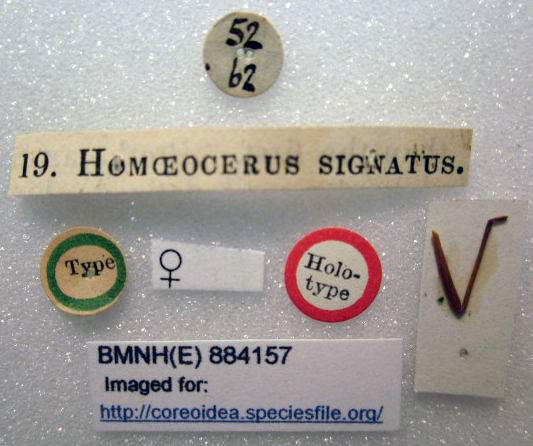 52
62
19. HOMŒOCERUS SIGNATUS.
Type
♀
Holo-
type
BMNH(E) 884157
Imaged for:
http://coreoidea.speciesfile.org/